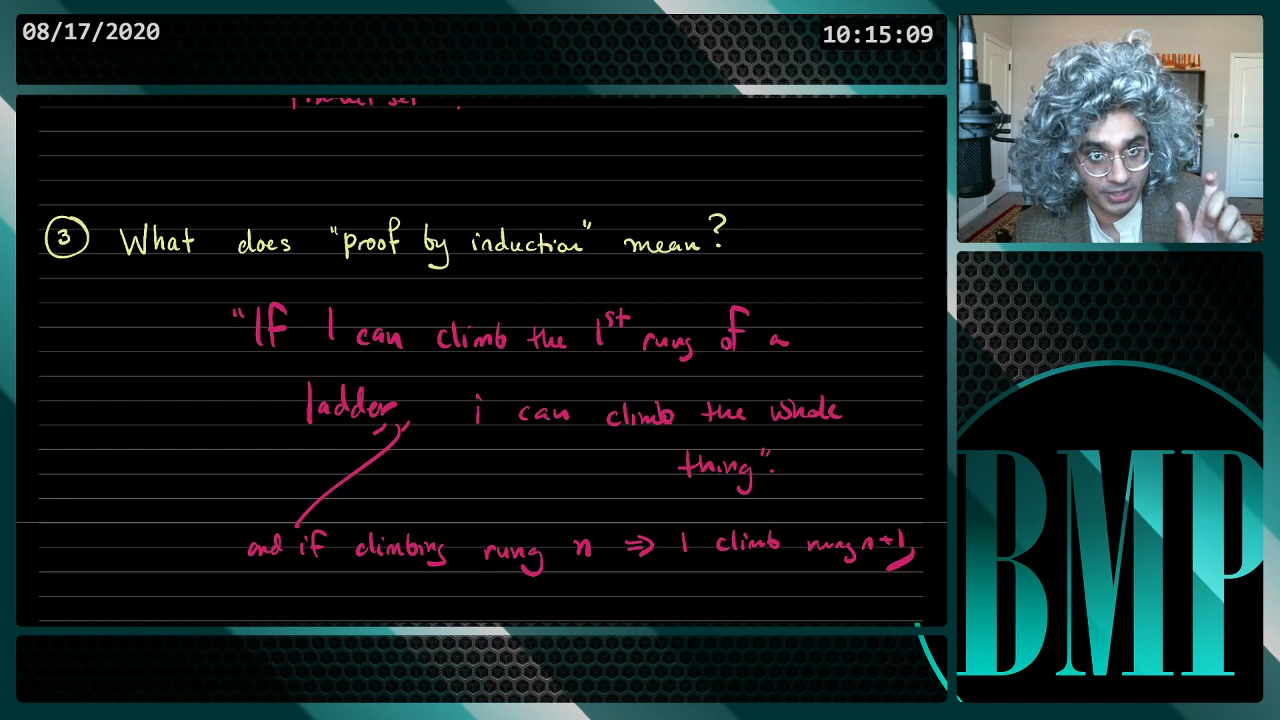 08/17/2020
10:15:09
③ What does "proof by induction" mean?
"If I can climb the 1st rung of a
ladder, i can climb the whole
thing".
and if climbing rung n ⇒ I climb rung n+1,
BMP